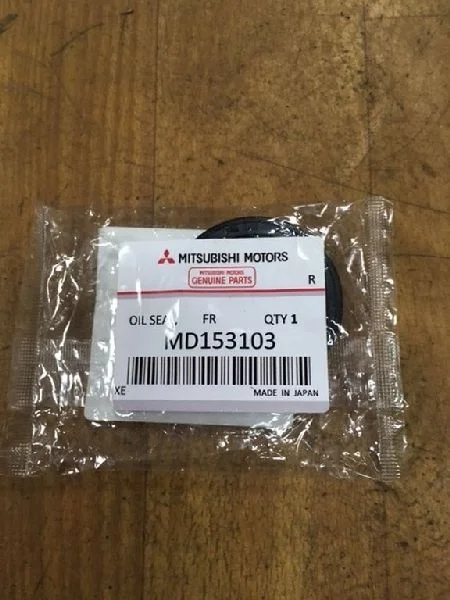 MITSUBISHI MOTORS
MITSUBISHI MOTORS
GENUINE PARTS
R
OIL SEAL, FR QTY 1
MD153103
XE MADE IN JAPAN